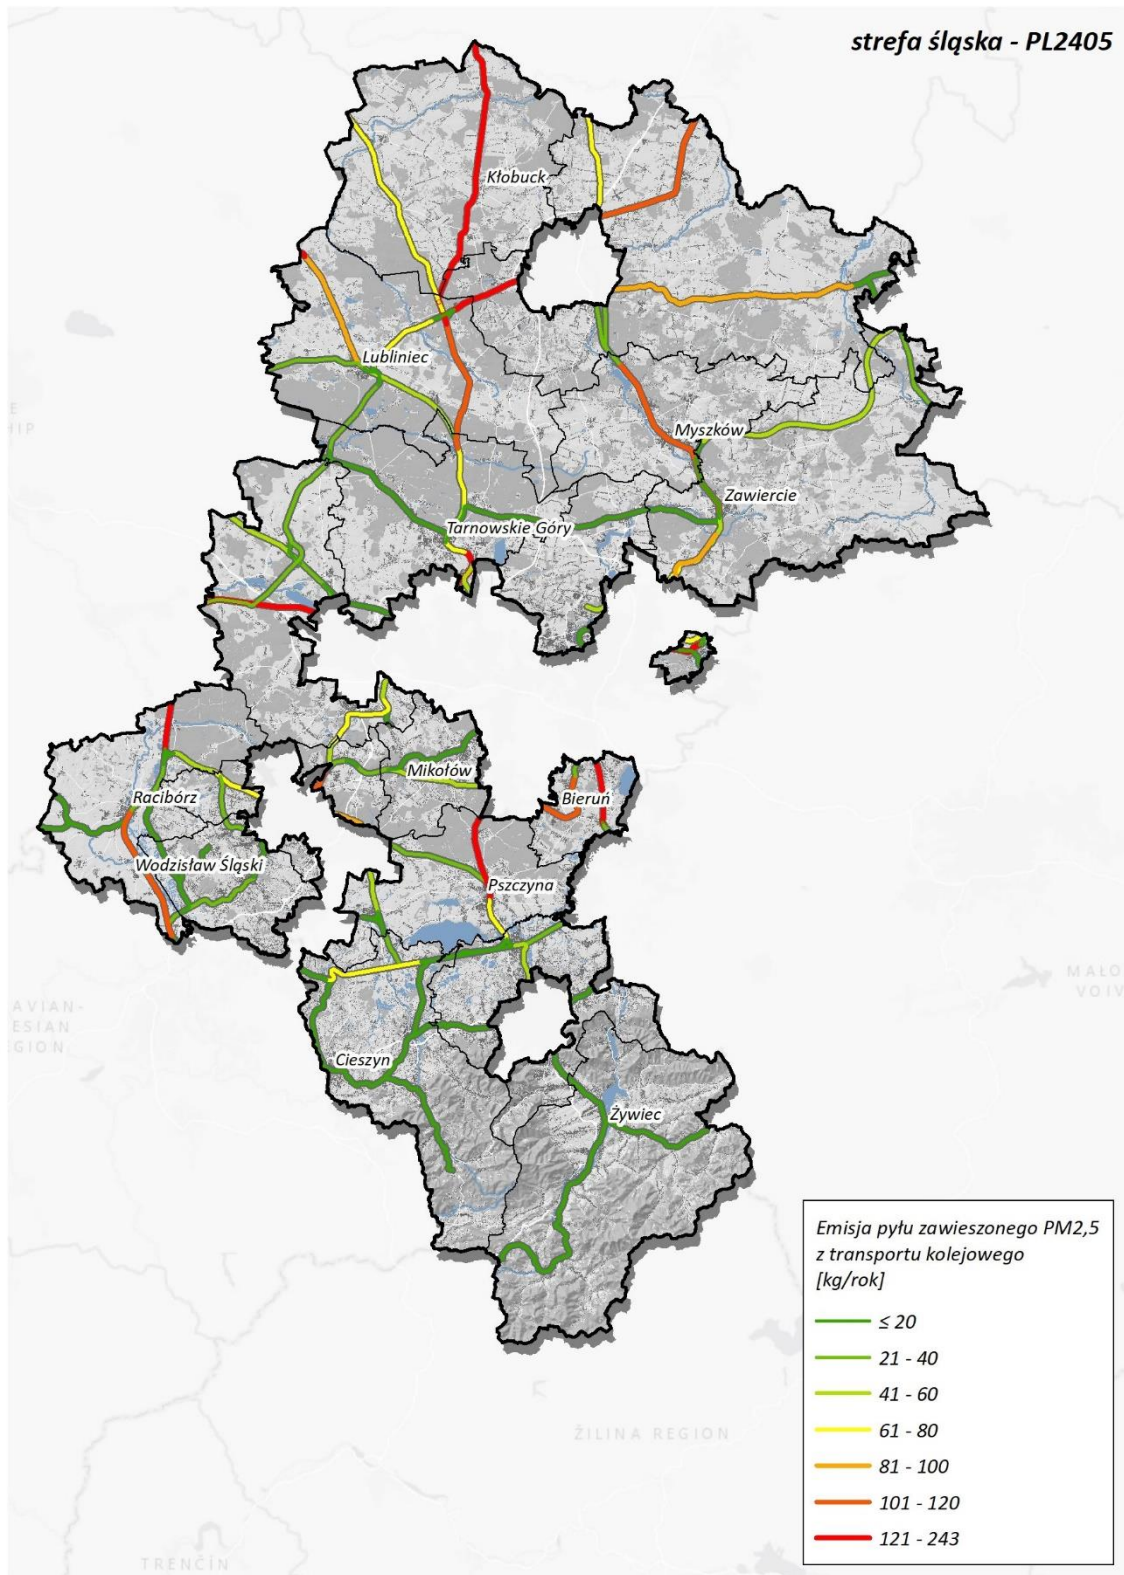 strefa śląska - PL2405
Kłobuck
Lubliniec
Myszków
Zawiercie
Tarnowskie Góry
Mikołów
Bieruń
Racibórz
Wodzisław Śląski
Pszczyna
MAŁO
VOIV
AVIAN-
ESIAN
GION
Cieszyn
Żywiec
Emisja pyłu zawieszonego PM2,5
z transportu kolejowego
[kg/rok]
≤ 20
21 - 40
41 - 60
61 - 80
81 - 100
101 - 120
121 - 243
ŽILINA REGION
TRENČÍN